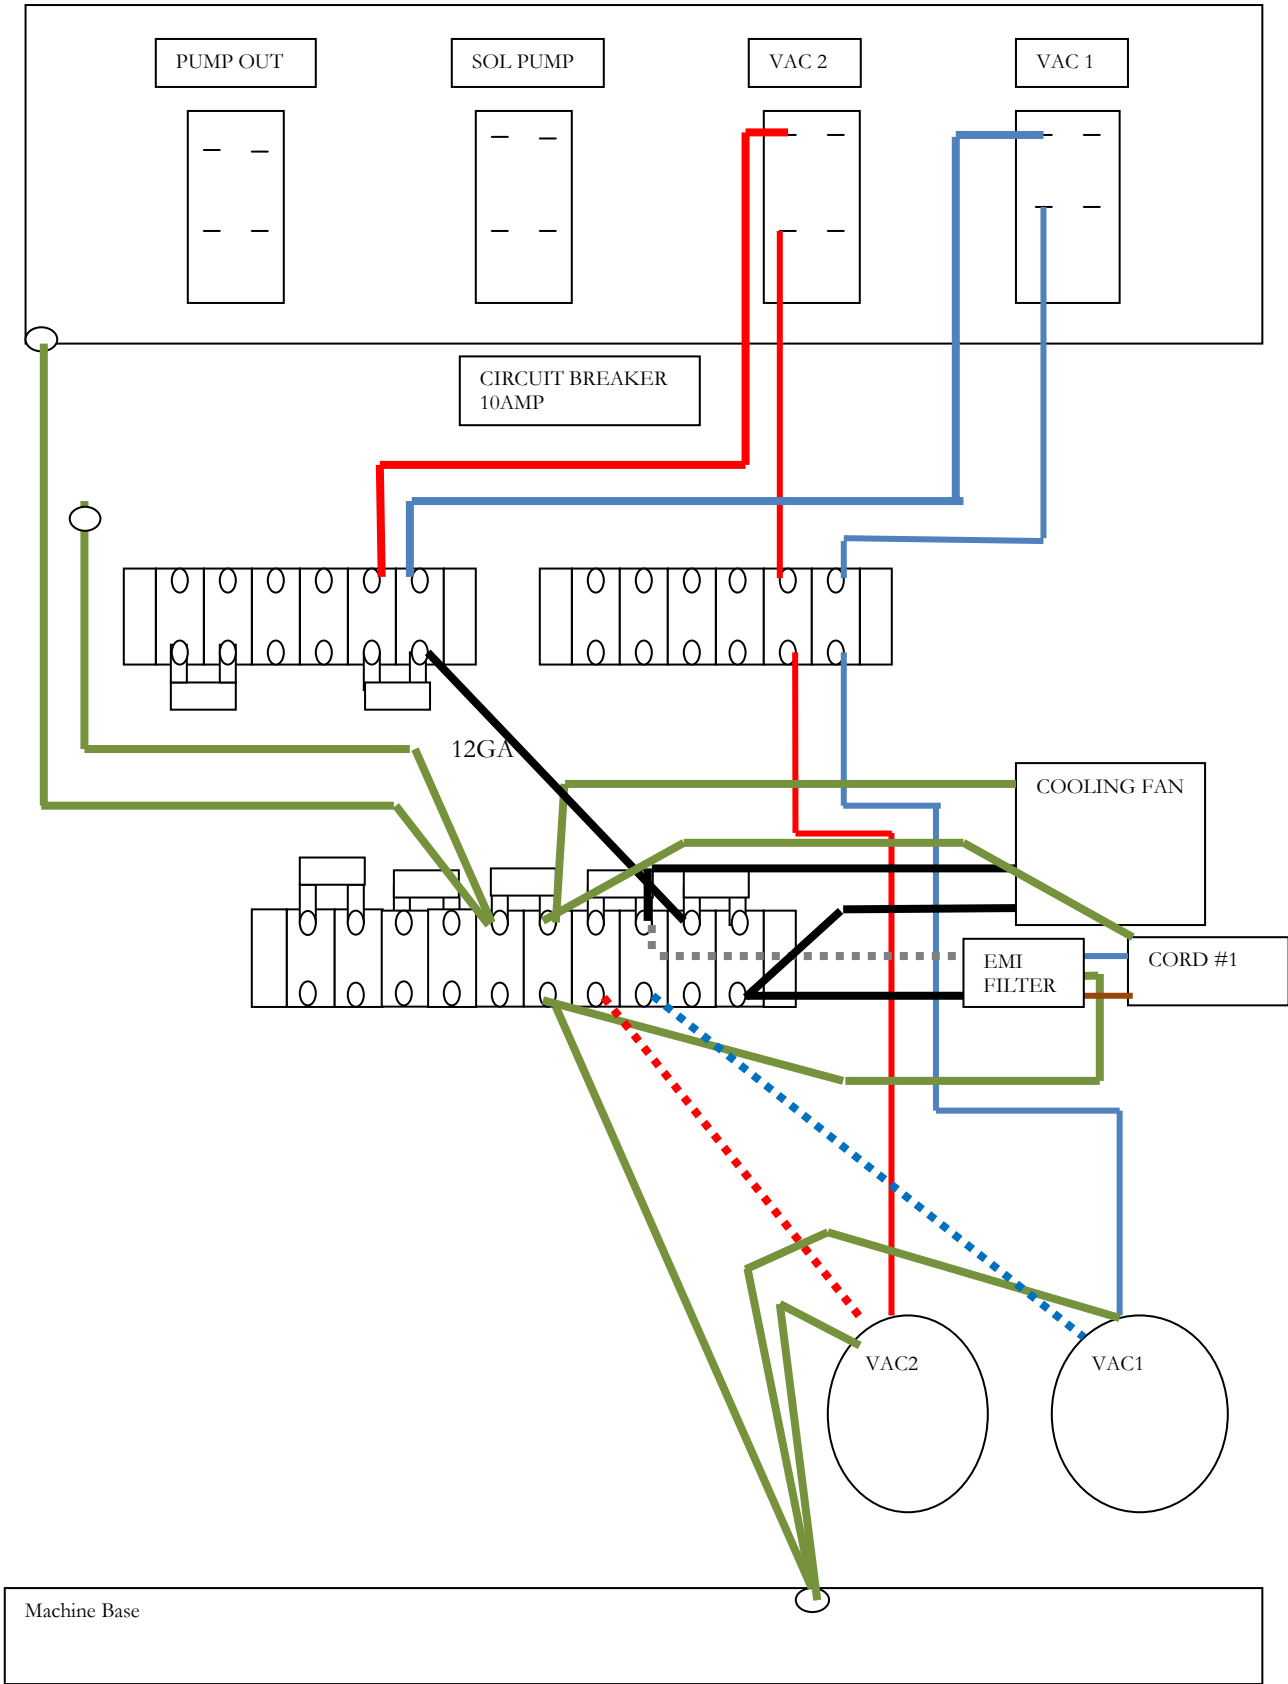 PUMP OUT
SOL PUMP
VAC 2
VAC 1
CIRCUIT BREAKER
10AMP
12GA
COOLING FAN
EMI
FILTER
CORD #1
VAC2
VAC1
Machine Base